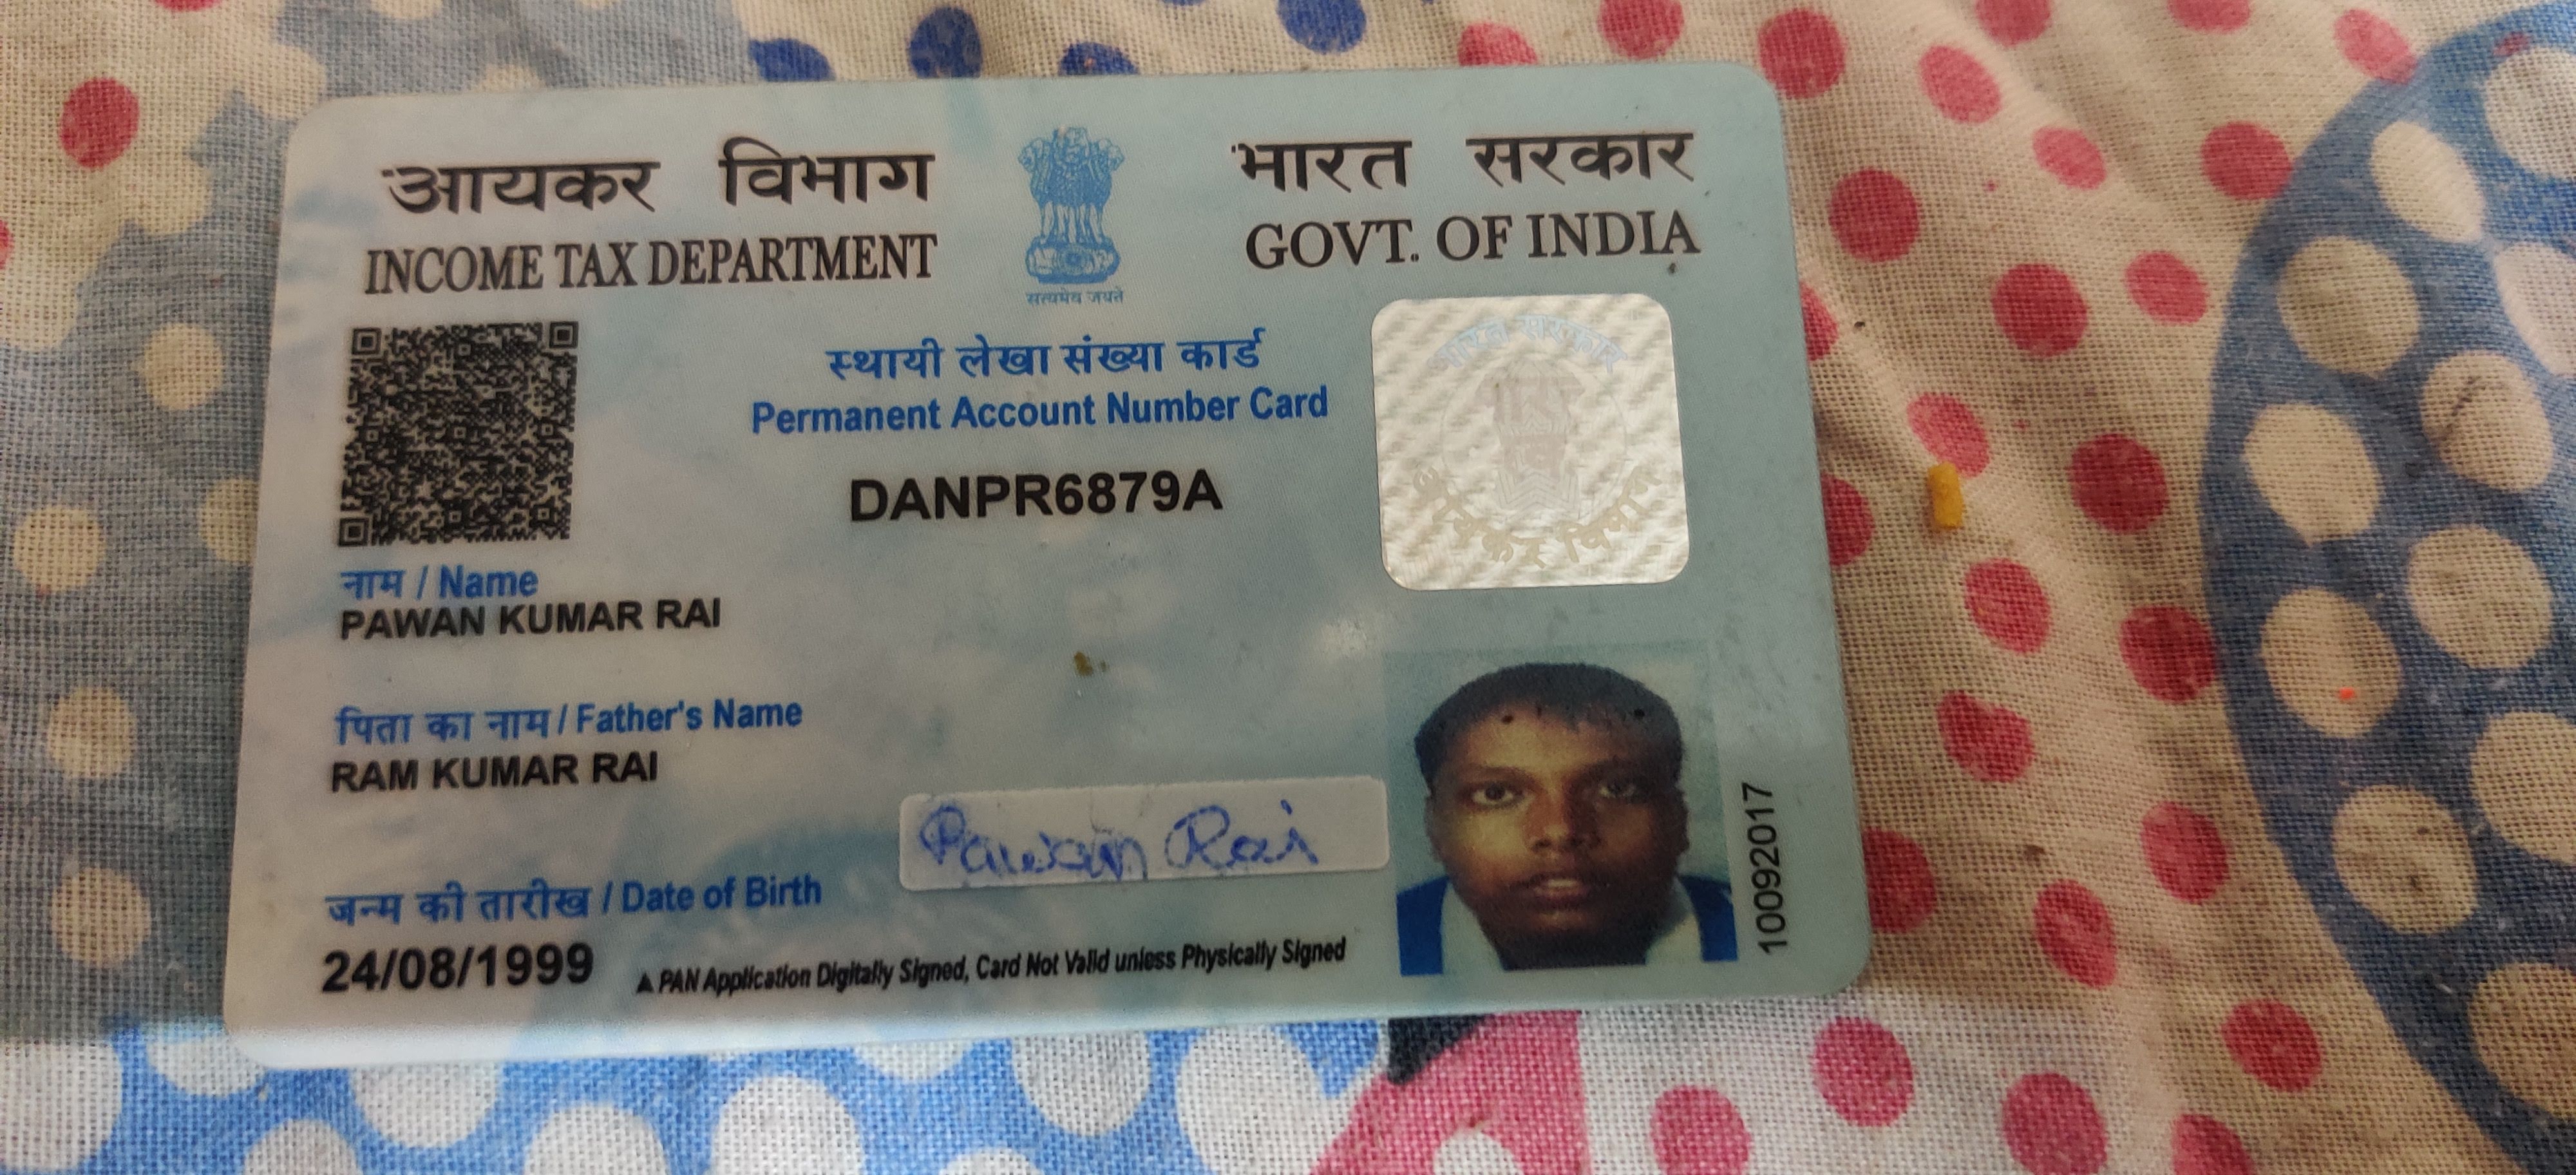 आयकर विभाग
INCOME TAX DEPARTMENT
सत्यमेव जयते
भारत सरकार
GOVT. OF INDIA
स्थायी लेखा संख्या कार्ड
Permanent Account Number Card
DANPR6879A
भारत सरकार
आयकर विभाग
नाम / Name
PAWAN KUMAR RAI
पिता का नाम / Father's Name
RAM KUMAR RAI
Pawan Rai
जन्म की तारीख / Date of Birth
24/08/1999
▲ PAN Application Digitally Signed, Card Not Valid unless Physically Signed
10092017